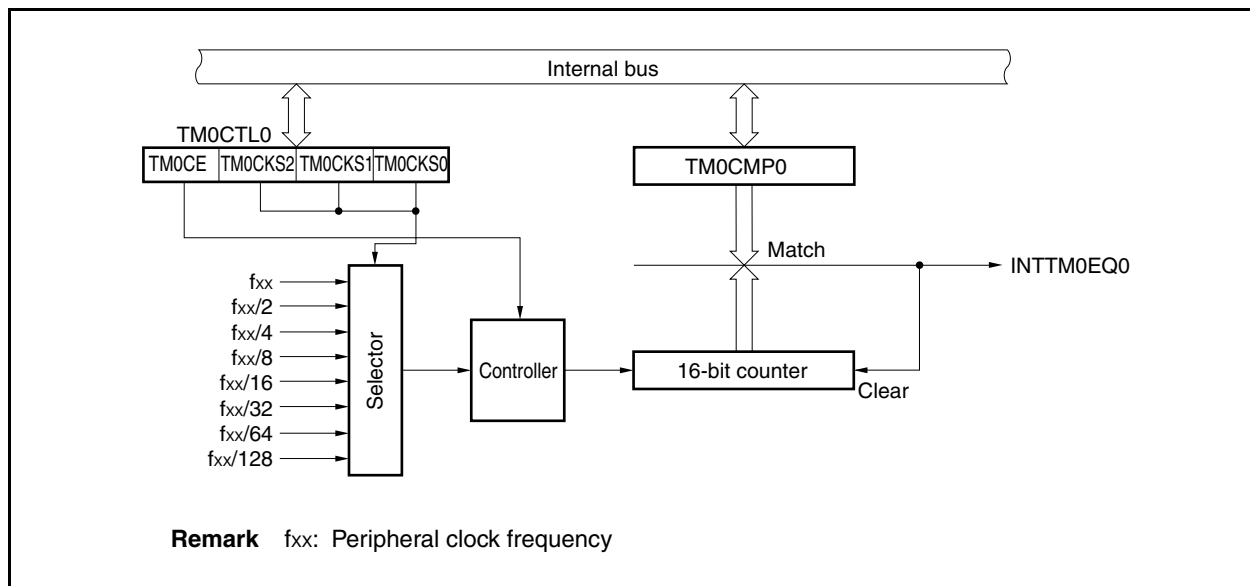 Internal bus
TM0CTL0
TM0CE TM0CKS2 TM0CKS1 TM0CKS0
TM0CMP0
Match
INTTM0EQ0
fxx
fxx/2
fxx/4
fxx/8
fxx/16
fxx/32
fxx/64
fxx/128
Selector
Controller
16-bit counter
Clear
Remark fxx: Peripheral clock frequency